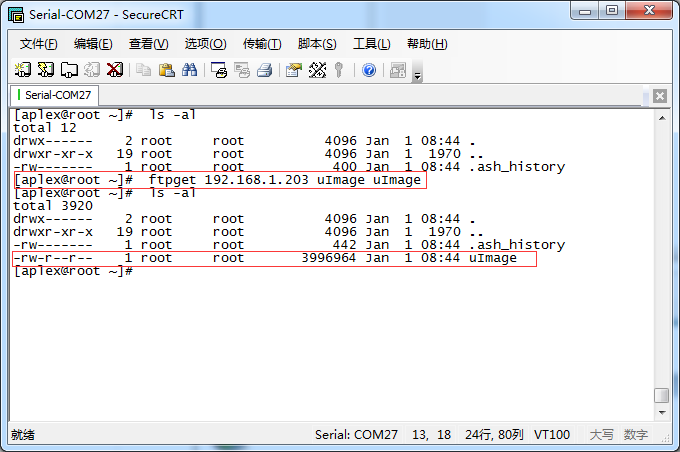 Serial-COM27 - SecureCRT
文件(F) 编辑(E) 查看(V) 选项(O) 传输(T) 脚本(S) 工具(L) 帮助(H)
Serial-COM27
[aplex@root ~]#  ls -al
total 12
drwx------    2 root     root          4096 Jan  1 08:44 .
drwxr-xr-x   19 root     root          4096 Jan  1  1970 ..
-rw-------    1 root     root           400 Jan  1 08:44 .ash_history
[aplex@root ~]#  ftpget 192.168.1.203 uImage uImage
[aplex@root ~]#  ls -al
total 3920
drwx------    2 root     root          4096 Jan  1 08:44 .
drwxr-xr-x   19 root     root          4096 Jan  1  1970 ..
-rw-------    1 root     root           442 Jan  1 08:44 .ash_history
-rw-r--r--    1 root     root       3996964 Jan  1 08:44 uImage
[aplex@root ~]#
就绪 Serial: COM27 13, 18 24行, 80列 VT100 大写 数字